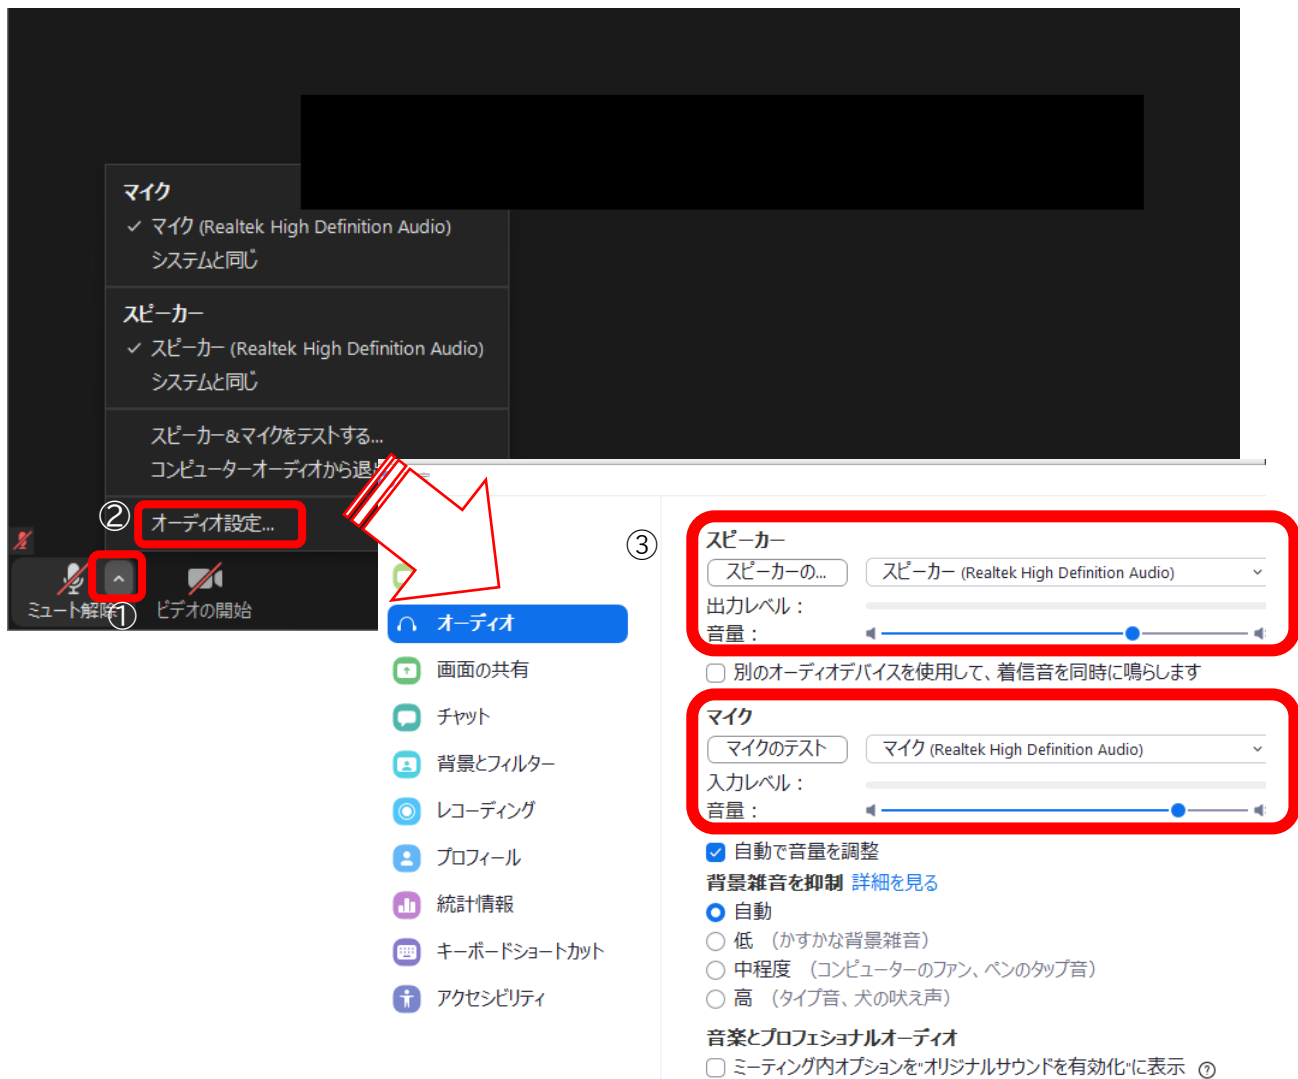 マイク
マイク (Realtek High Definition Audio)
システムと同じ
スピーカー
スピーカー (Realtek High Definition Audio)
システムと同じ
スピーカー&マイクをテストする...
コンピューターオーディオから退
② オーディオ設定...
ミュート解除
①
ビデオの開始
オーディオ
画面の共有
チャット
背景とフィルター
レコーディング
プロフィール
統計情報
キーボードショートカット
アクセシビリティ
③
スピーカー
スピーカーの... スピーカー (Realtek High Definition Audio)
出力レベル：
音量：
別のオーディオデバイスを使用して、着信音を同時に鳴らします
マイク
マイクのテスト マイク (Realtek High Definition Audio)
入力レベル：
音量：
自動で音量を調整
背景雑音を抑制 詳細を見る
自動
低 （かすかな背景雑音）
中程度 （コンピューターのファン、ペンのタップ音）
高 （タイプ音、犬の吠え声）
音楽とプロフェショナルオーディオ
ミーティング内オプションを"オリジナルサウンドを有効化"に表示